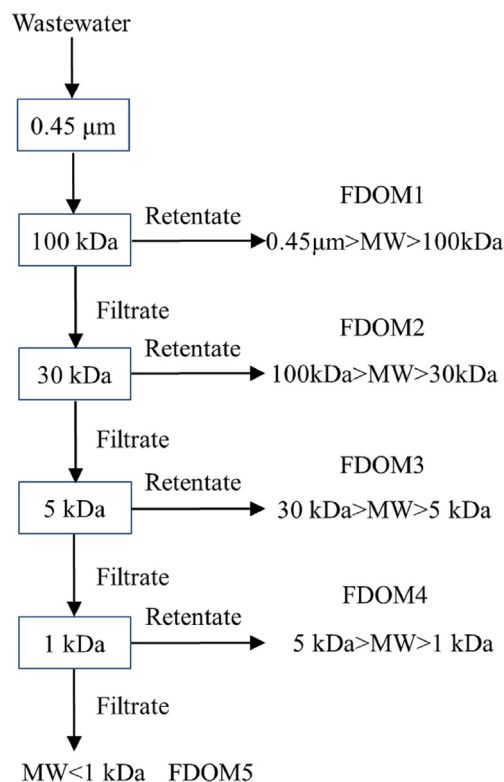 Wastewater
0.45 μm
Retentate
FDOM1
100 kDa
0.45μm>MW>100kDa
Filtrate
Retentate
FDOM2
30 kDa
100kDa>MW>30kDa
Filtrate
Retentate
FDOM3
5 kDa
30 kDa>MW>5 kDa
Filtrate
Retentate
FDOM4
1 kDa
5 kDa>MW>1 kDa
Filtrate
MW<1 kDa FDOM5